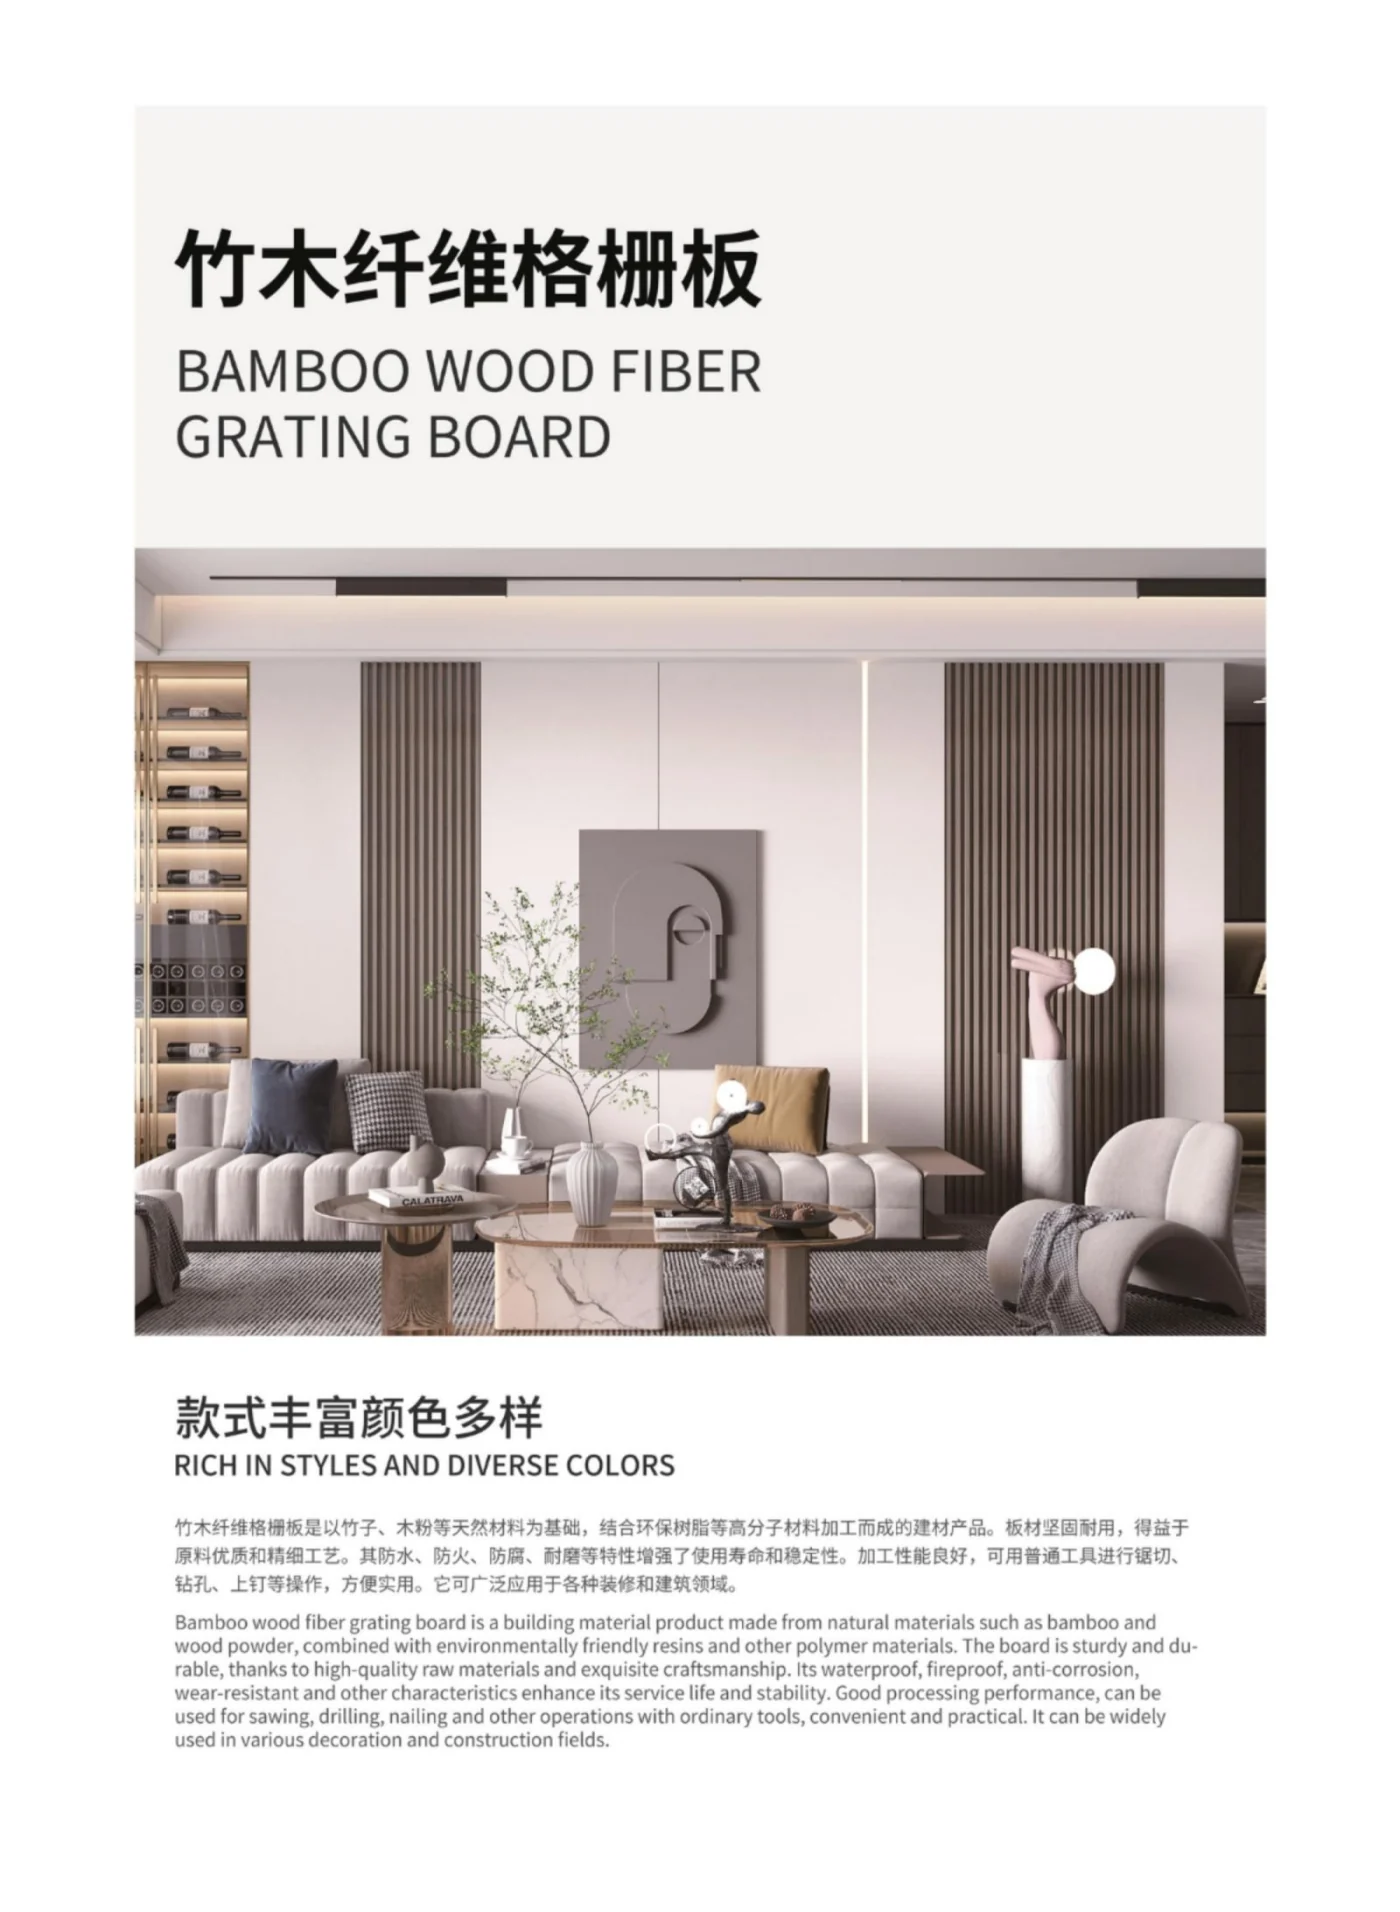 竹木纤维格栅板
BAMBOO WOOD FIBER
GRATING BOARD
CALATRAVA
款式丰富颜色多样
RICH IN STYLES AND DIVERSE COLORS
竹木纤维格栅板是以竹子、木粉等天然材料为基础，结合环保树脂等高分子材料加工而成的建材产品。板材坚固耐用，得益于
原料优质和精细工艺。其防水、防火、防腐、耐磨等特性增强了使用寿命和稳定性。加工性能良好，可用普通工具进行锯切、
钻孔、上钉等操作，方便实用。它可广泛应用于各种装修和建筑领域。
Bamboo wood fiber grating board is a building material product made from natural materials such as bamboo and
wood powder, combined with environmentally friendly resins and other polymer materials. The board is sturdy and du-
rable, thanks to high-quality raw materials and exquisite craftsmanship. Its waterproof, fireproof, anti-corrosion,
wear-resistant and other characteristics enhance its service life and stability. Good processing performance, can be
used for sawing, drilling, nailing and other operations with ordinary tools, convenient and practical. It can be widely
used in various decoration and construction fields.